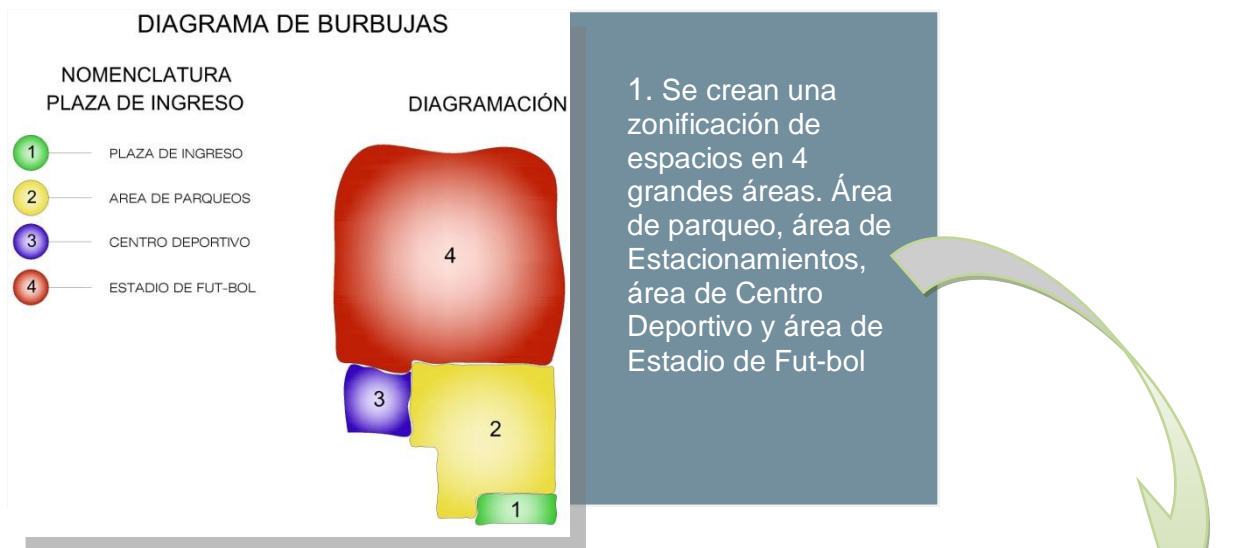 DIAGRAMA DE BURBUJAS
NOMENCLATURA
PLAZA DE INGRESO
1 PLAZA DE INGRESO
2 AREA DE PARQUEOS
3 CENTRO DEPORTIVO
4 ESTADIO DE FUT-BOL
DIAGRAMACIÓN
4
3
2
1
1. Se crean una
zonificación de
espacios en 4
grandes áreas. Área
de parqueo, área de
Estacionamientos,
área de Centro
Deportivo y área de
Estadio de Fut-bol